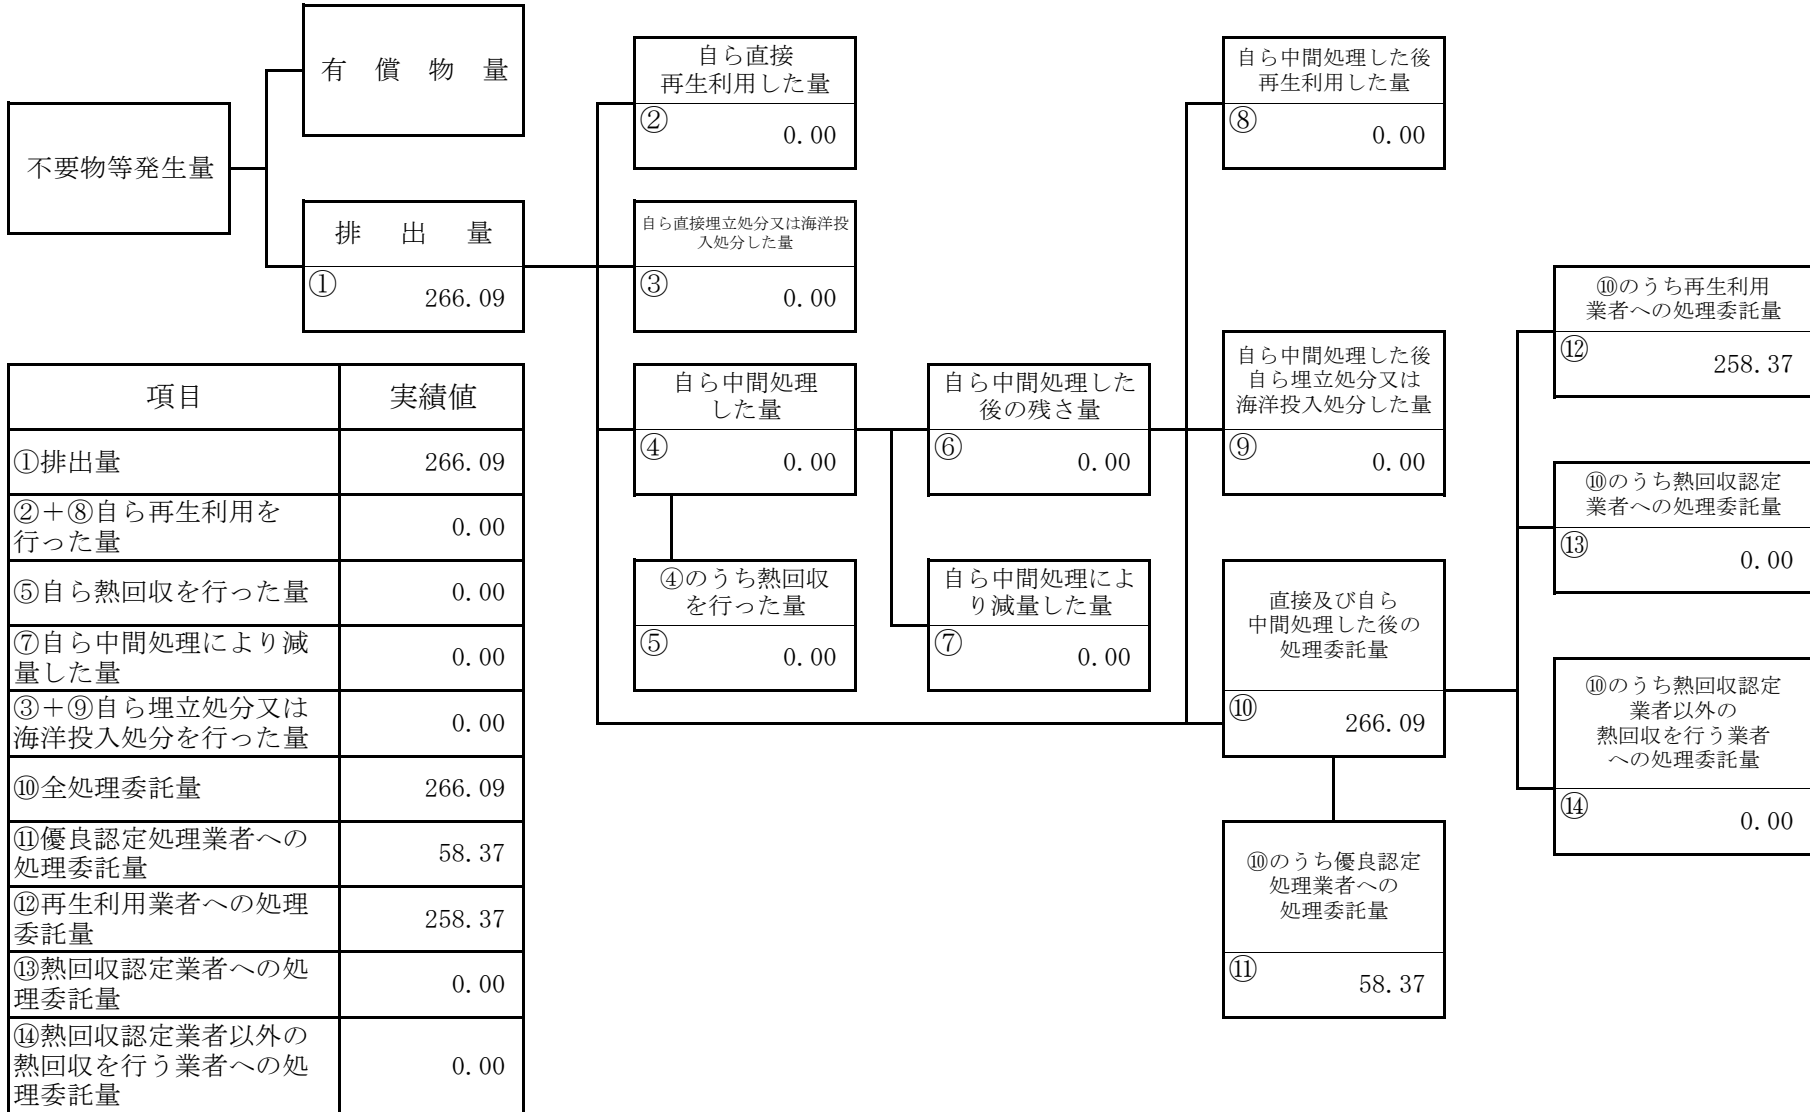 有 償 物 量
不要物等発生量
排 出 量
① 266.09
自ら直接
再生利用した量
② 0.00
自ら直接埋立処分又は海洋投
入処分した量
③ 0.00
自ら中間処理
した量
④ 0.00
④のうち熱回収
を行った量
⑤ 0.00
自ら中間処理した
後の残さ量
⑥ 0.00
自ら中間処理によ
り減量した量
⑦ 0.00
自ら中間処理した後
再生利用した量
⑧ 0.00
自ら中間処理した後
自ら埋立処分又は
海洋投入処分した量
⑨ 0.00
直接及び自ら
中間処理した後の
処理委託量
⑩ 266.09
⑩のうち優良認定
処理業者への
処理委託量
⑪ 58.37
⑩のうち再生利用
業者への処理委託量
⑫ 258.37
⑩のうち熱回収認定
業者への処理委託量
⑬ 0.00
⑩のうち熱回収認定
業者以外の
熱回収を行う業者
への処理委託量
⑭ 0.00
項目 実績値
①排出量 266.09
②＋⑧自ら再生利用を
行った量 0.00
⑤自ら熱回収を行った量 0.00
⑦自ら中間処理により減
量した量 0.00
③＋⑨自ら埋立処分又は
海洋投入処分を行った量 0.00
⑩全処理委託量 266.09
⑪優良認定処理業者への
処理委託量 58.37
⑫再生利用業者への処理
委託量 258.37
⑬熱回収認定業者への処
理委託量 0.00
⑭熱回収認定業者以外の
熱回収を行う業者への処
理委託量 0.00